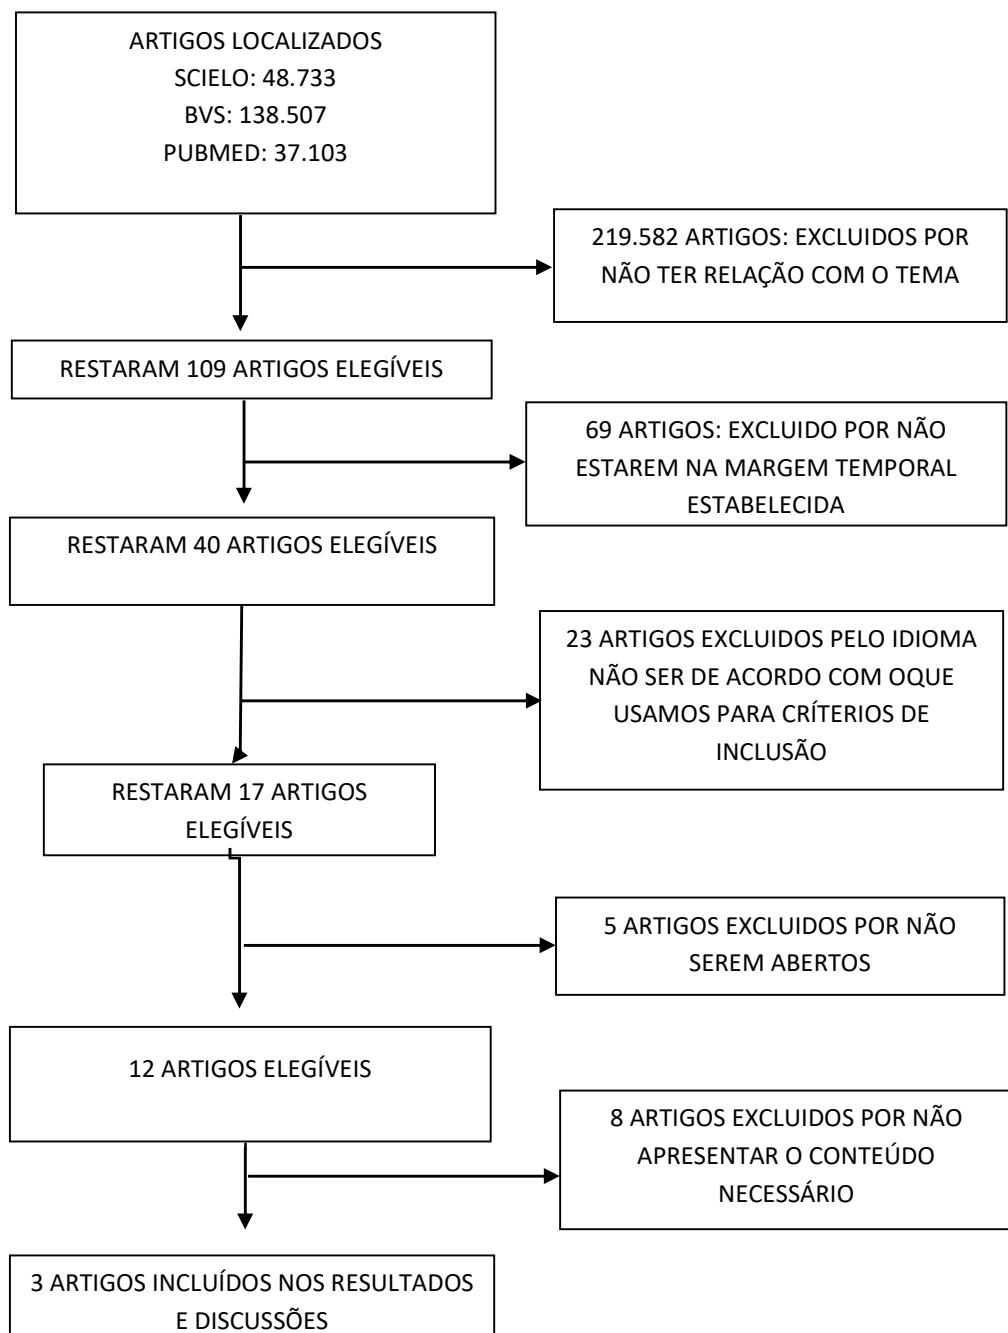 ARTIGOS LOCALIZADOS
SCIELO: 48.733
BVS: 138.507
PUBMED: 37.103
219.582 ARTIGOS: EXCLUIDOS POR
NÃO TER RELAÇÃO COM O TEMA
RESTARAM 109 ARTIGOS ELEGÍVEIS
69 ARTIGOS: EXCLUIDO POR NÃO
ESTAREM NA MARGEM TEMPORAL
ESTABELECIDA
RESTARAM 40 ARTIGOS ELEGÍVEIS
23 ARTIGOS EXCLUIDOS PELO IDIOMA
NÃO SER DE ACORDO COM OQUE
USAMOS PARA CRÍTERIOS DE
INCLUSÃO
RESTARAM 17 ARTIGOS
ELEGÍVEIS
5 ARTIGOS EXCLUIDOS POR NÃO
SEREM ABERTOS
12 ARTIGOS ELEGÍVEIS
8 ARTIGOS EXCLUIDOS POR NÃO
APRESENTAR O CONTEÚDO
NECESSÁRIO
3 ARTIGOS INCLUÍDOS NOS RESULTADOS
E DISCUSSÕES